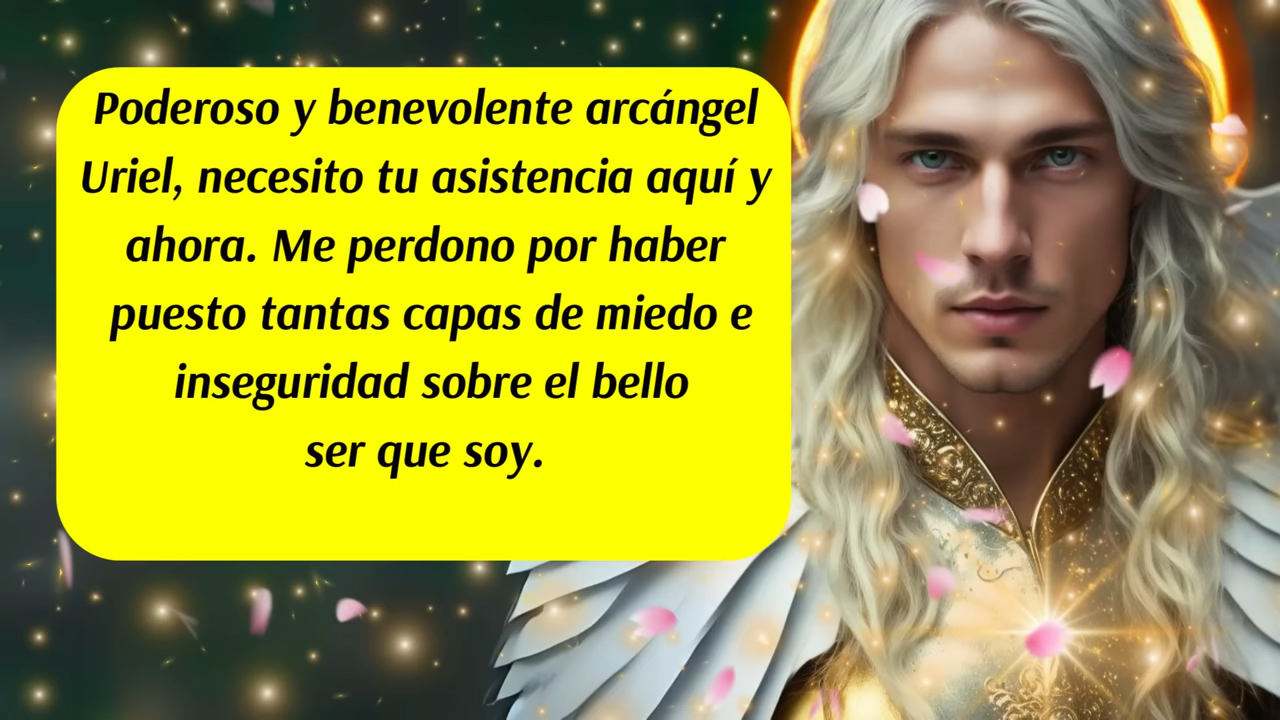 Poderoso y benevolente arcángel
Uriel, necesito tu asistencia aquí y
ahora. Me perdono por haber
puesto tantas capas de miedo e
inseguridad sobre el bello
ser que soy.